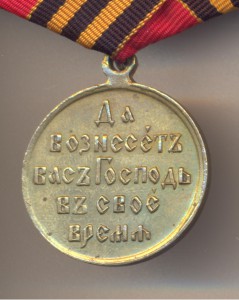 Да
вознесетъ
васъ Господь
въ свое
время